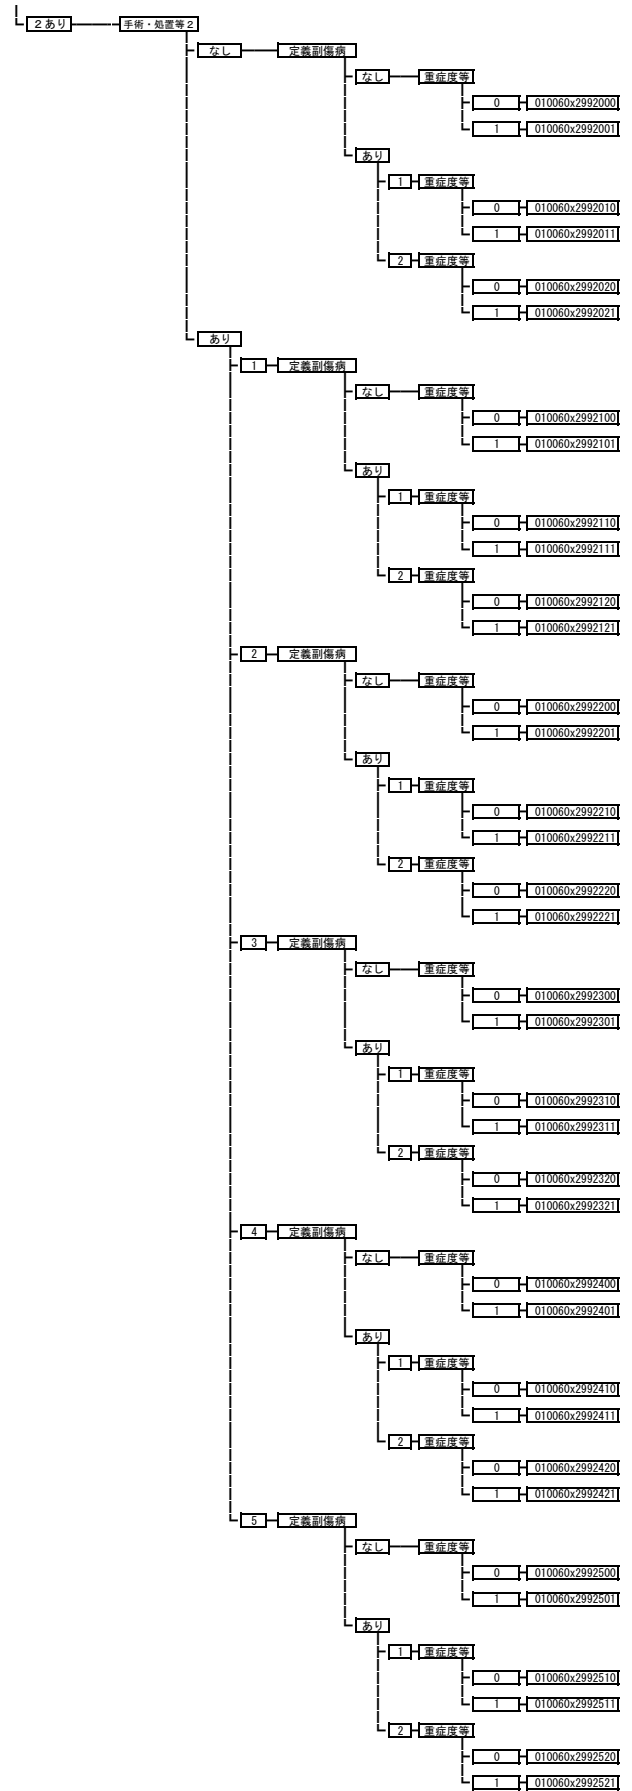 ２あり 手術・処置等２
なし 定義副傷病
なし 重症度等
0 010060x2992000
1 010060x2992001
あり
1 重症度等
0 010060x2992010
1 010060x2992011
2 重症度等
0 010060x2992020
1 010060x2992021
あり
1 定義副傷病
なし 重症度等
0 010060x2992100
1 010060x2992101
あり
1 重症度等
0 010060x2992110
1 010060x2992111
2 重症度等
0 010060x2992120
1 010060x2992121
2 定義副傷病
なし 重症度等
0 010060x2992200
1 010060x2992201
あり
1 重症度等
0 010060x2992210
1 010060x2992211
2 重症度等
0 010060x2992220
1 010060x2992221
3 定義副傷病
なし 重症度等
0 010060x2992300
1 010060x2992301
あり
1 重症度等
0 010060x2992310
1 010060x2992311
2 重症度等
0 010060x2992320
1 010060x2992321
4 定義副傷病
なし 重症度等
0 010060x2992400
1 010060x2992401
あり
1 重症度等
0 010060x2992410
1 010060x2992411
2 重症度等
0 010060x2992420
1 010060x2992421
5 定義副傷病
なし 重症度等
0 010060x2992500
1 010060x2992501
あり
1 重症度等
0 010060x2992510
1 010060x2992511
2 重症度等
0 010060x2992520
1 010060x2992521